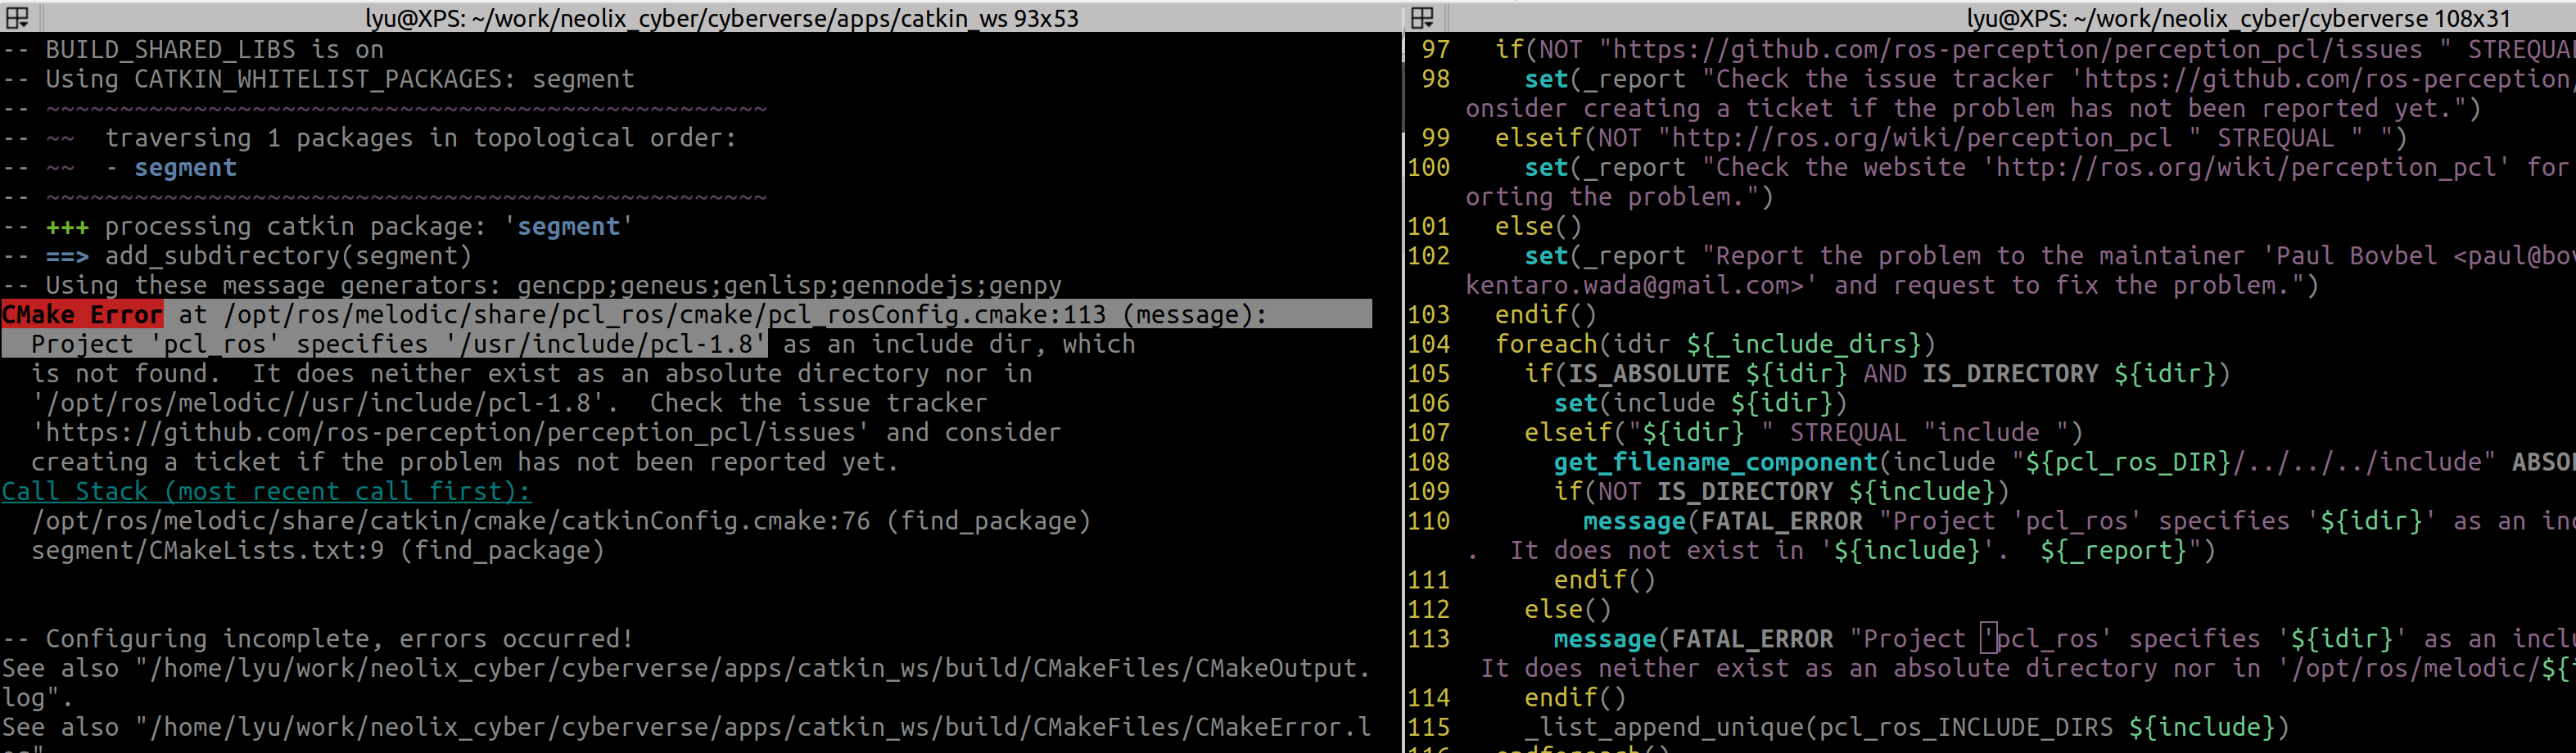 lyu@XPS: ~/work/neolix_cyber/cyberverse/apps/catkin_ws 93x53
-- BUILD_SHARED_LIBS is on
-- Using CATKIN_WHITELIST_PACKAGES: segment
-- ~~~~~~~~~~~~~~~~~~~~~~~~~~~~~~~~~~~~~~~~~~~~~~~~~
-- ~~  traversing 1 packages in topological order:
-- ~~  - segment
-- ~~~~~~~~~~~~~~~~~~~~~~~~~~~~~~~~~~~~~~~~~~~~~~~~~
-- +++ processing catkin package: 'segment'
-- ==> add_subdirectory(segment)
-- Using these message generators: gencpp;geneus;genlisp;gennodejs;genpy
CMake Error at /opt/ros/melodic/share/pcl_ros/cmake/pcl_rosConfig.cmake:113 (message):
  Project 'pcl_ros' specifies '/usr/include/pcl-1.8' as an include dir, which
  is not found.  It does neither exist as an absolute directory nor in
  '/opt/ros/melodic//usr/include/pcl-1.8'.  Check the issue tracker
  'https://github.com/ros-perception/perception_pcl/issues' and consider
  creating a ticket if the problem has not been reported yet.
Call Stack (most recent call first):
  /opt/ros/melodic/share/catkin/cmake/catkinConfig.cmake:76 (find_package)
  segment/CMakeLists.txt:9 (find_package)
-- Configuring incomplete, errors occurred!
See also "/home/lyu/work/neolix_cyber/cyberverse/apps/catkin_ws/build/CMakeFiles/CMakeOutput.
log".
See also "/home/lyu/work/neolix_cyber/cyberverse/apps/catkin_ws/build/CMakeFiles/CMakeError.l
lyu@XPS: ~/work/neolix_cyber/cyberverse 108x31
97   if(NOT "https://github.com/ros-perception/perception_pcl/issues " STREQUAL
98     set(_report "Check the issue tracker 'https://github.com/ros-perception/
onsider creating a ticket if the problem has not been reported yet.")
99   elseif(NOT "http://ros.org/wiki/perception_pcl " STREQUAL " ")
100     set(_report "Check the website 'http://ros.org/wiki/perception_pcl' for
orting the problem.")
101   else()
102     set(_report "Report the problem to the maintainer 'Paul Bovbel <paul@bov
kentaro.wada@gmail.com>' and request to fix the problem.")
103   endif()
104   foreach(idir ${_include_dirs})
105     if(IS_ABSOLUTE ${idir} AND IS_DIRECTORY ${idir})
106       set(include ${idir})
107     elseif("${idir} " STREQUAL "include ")
108       get_filename_component(include "${pcl_ros_DIR}/../../../include" ABSO
109       if(NOT IS_DIRECTORY ${include})
110         message(FATAL_ERROR "Project 'pcl_ros' specifies '${idir}' as an inc
.  It does not exist in '${include}'.  ${_report}")
111       endif()
112     else()
113       message(FATAL_ERROR "Project 'pcl_ros' specifies '${idir}' as an inclu
 It does neither exist as an absolute directory nor in '/opt/ros/melodic/${
114     endif()
115     _list_append_unique(pcl_ros_INCLUDE_DIRS ${include})